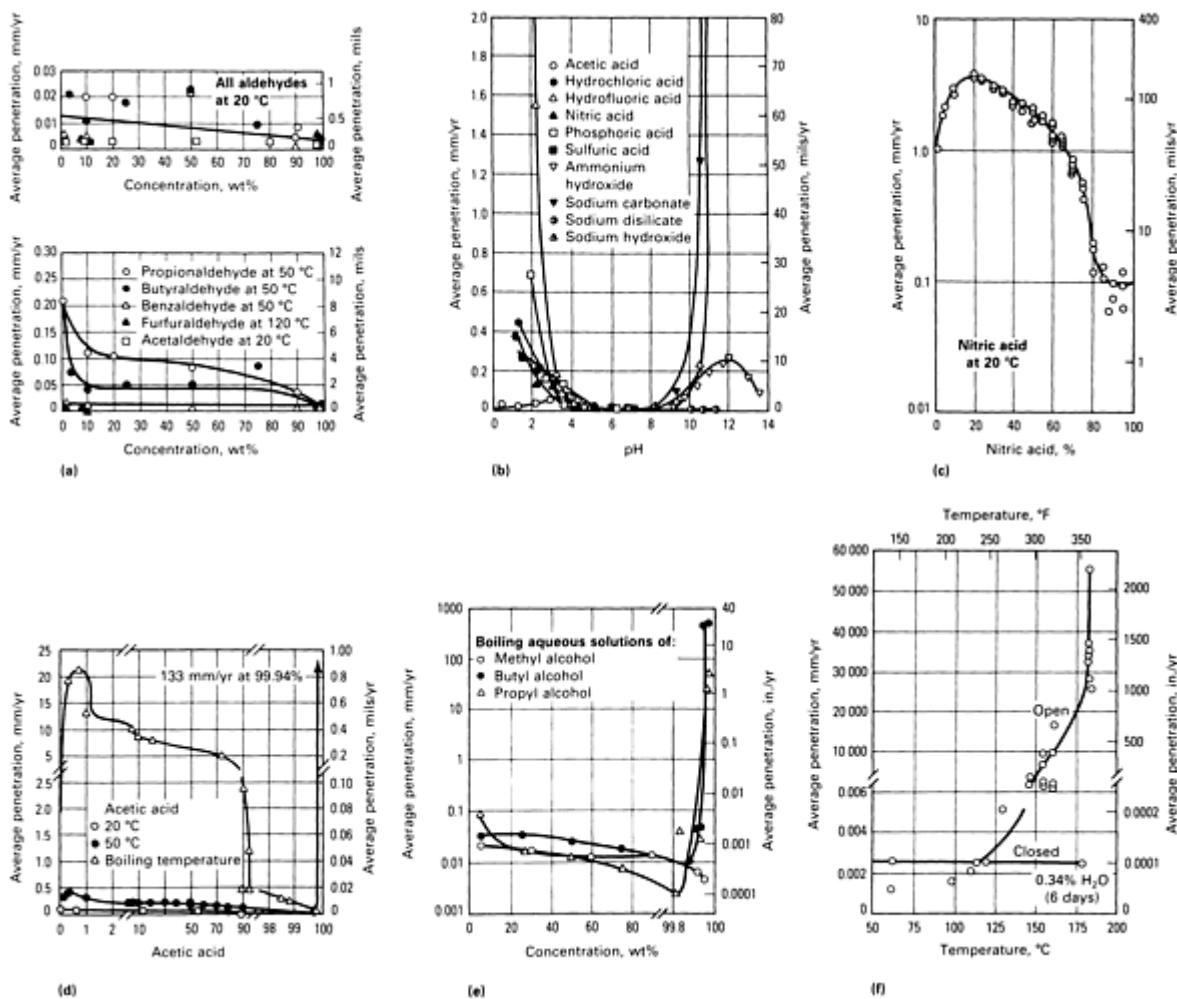 Average penetration, mm/yr
0.03
0.02
0.01
0
All aldehydes
at 20 °C
1
0.5
0
Average penetration, mils
0 20 40 60 80 100
Concentration, wt%
Average penetration, mm/yr
0.30
0.25
0.20
0.15
0.10
0.05
0
Propionaldehyde at 50 °C
Butyraldehyde at 50 °C
Benzaldehyde at 50 °C
Furfuraldehyde at 120 °C
Acetaldehyde at 20 °C
12
10
8
6
4
2
0
Average penetration, mils
0 20 40 60 80 100
Concentration, wt%
(a)
Average penetration, mm/yr
2.0
1.8
1.6
1.4
1.2
1.0
0.8
0.6
0.4
0.2
0
Acetic acid
Hydrochloric acid
Hydrofluoric acid
Nitric acid
Phosphoric acid
Sulfuric acid
Ammonium
hydroxide
Sodium carbonate
Sodium disilicate
Sodium hydroxide
80
70
60
50
40
30
20
10
0
Average penetration, mils/yr
0 2 4 6 8 10 12 14
pH
(b)
Average penetration, mm/yr
10
1.0
0.1
0.01
Nitric acid
at 20 °C
400
100
10
1
Average penetration, mils/yr
0 20 40 60 80 100
Nitric acid, %
(c)
Average penetration, mm/yr
25
20
15
10
5
2.5
2.0
1.5
1.0
0.5
0
133 mm/yr at 99.94%
Acetic acid
20 °C
50 °C
Boiling temperature
1.00
0.8
0.6
0.4
0.2
0.10
0.08
0.06
0.04
0.02
0
Average penetration, mils/yr
0 1 2 10 50 90 98 99 100
Acetic acid
(d)
Average penetration, mm/yr
1000
100
10
1
0.1
0.01
0.001
Boiling aqueous solutions of:
Methyl alcohol
Butyl alcohol
Propyl alcohol
40
10
1
0.1
0.01
0.001
0.0001
Average penetration, in./yr
0 20 40 60 80 99.8 100
Concentration, wt%
(e)
Temperature, °F
150 200 250 300 350
Average penetration, mm/yr
60 000
50 000
40 000
30 000
20 000
10 000
0.006
0.004
0.002
0
Open
Closed
0.34% H₂O
(6 days)
2000
1500
1000
500
0.0002
0.0001
0
Average penetration, in./yr
50 75 100 125 150 175 200
Temperature, °C
(f)